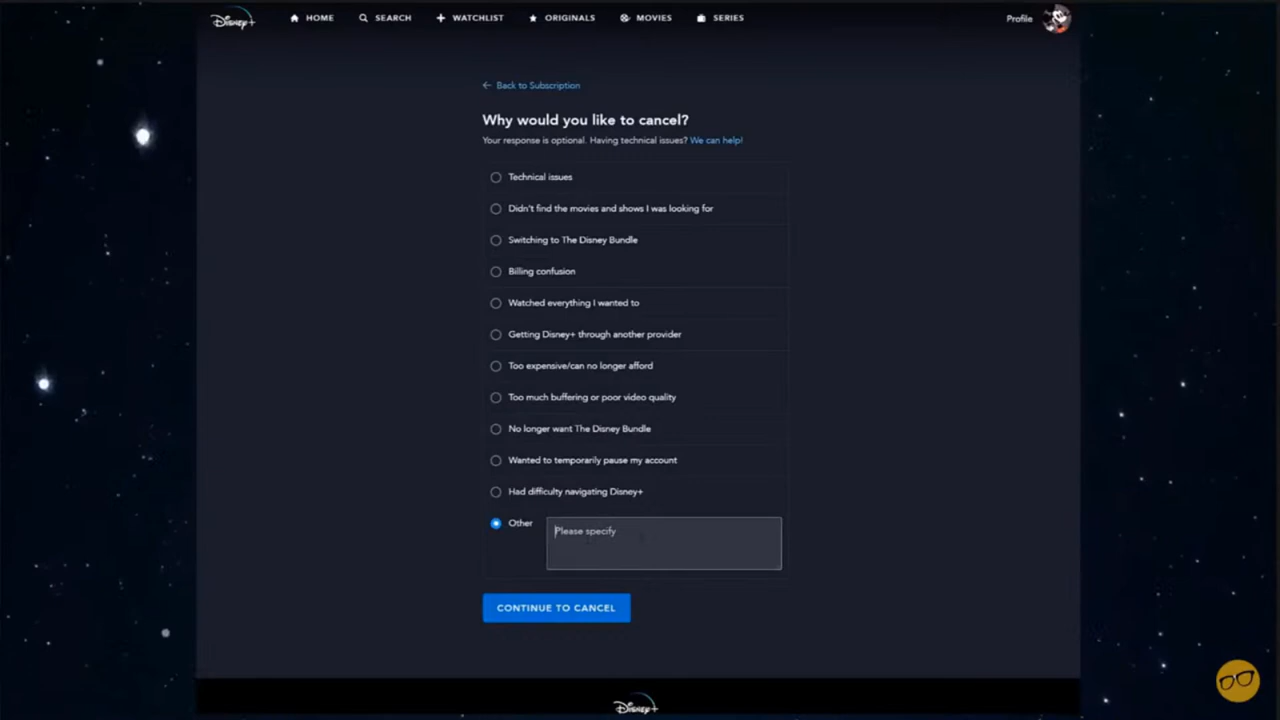 Disney+
HOME
SEARCH
WATCHLIST
ORIGINALS
MOVIES
SERIES
Profile
Back to Subscription
Why would you like to cancel?
Your response is optional. Having technical issues? We can help!
Technical issues
Didn't find the movies and shows I was looking for
Switching to The Disney Bundle
Billing confusion
Watched everything I wanted to
Getting Disney+ through another provider
Too expensive/can no longer afford
Too much buffering or poor video quality
No longer want The Disney Bundle
Wanted to temporarily pause my account
Had difficulty navigating Disney+
Other
Please specify
CONTINUE TO CANCEL
Disney+